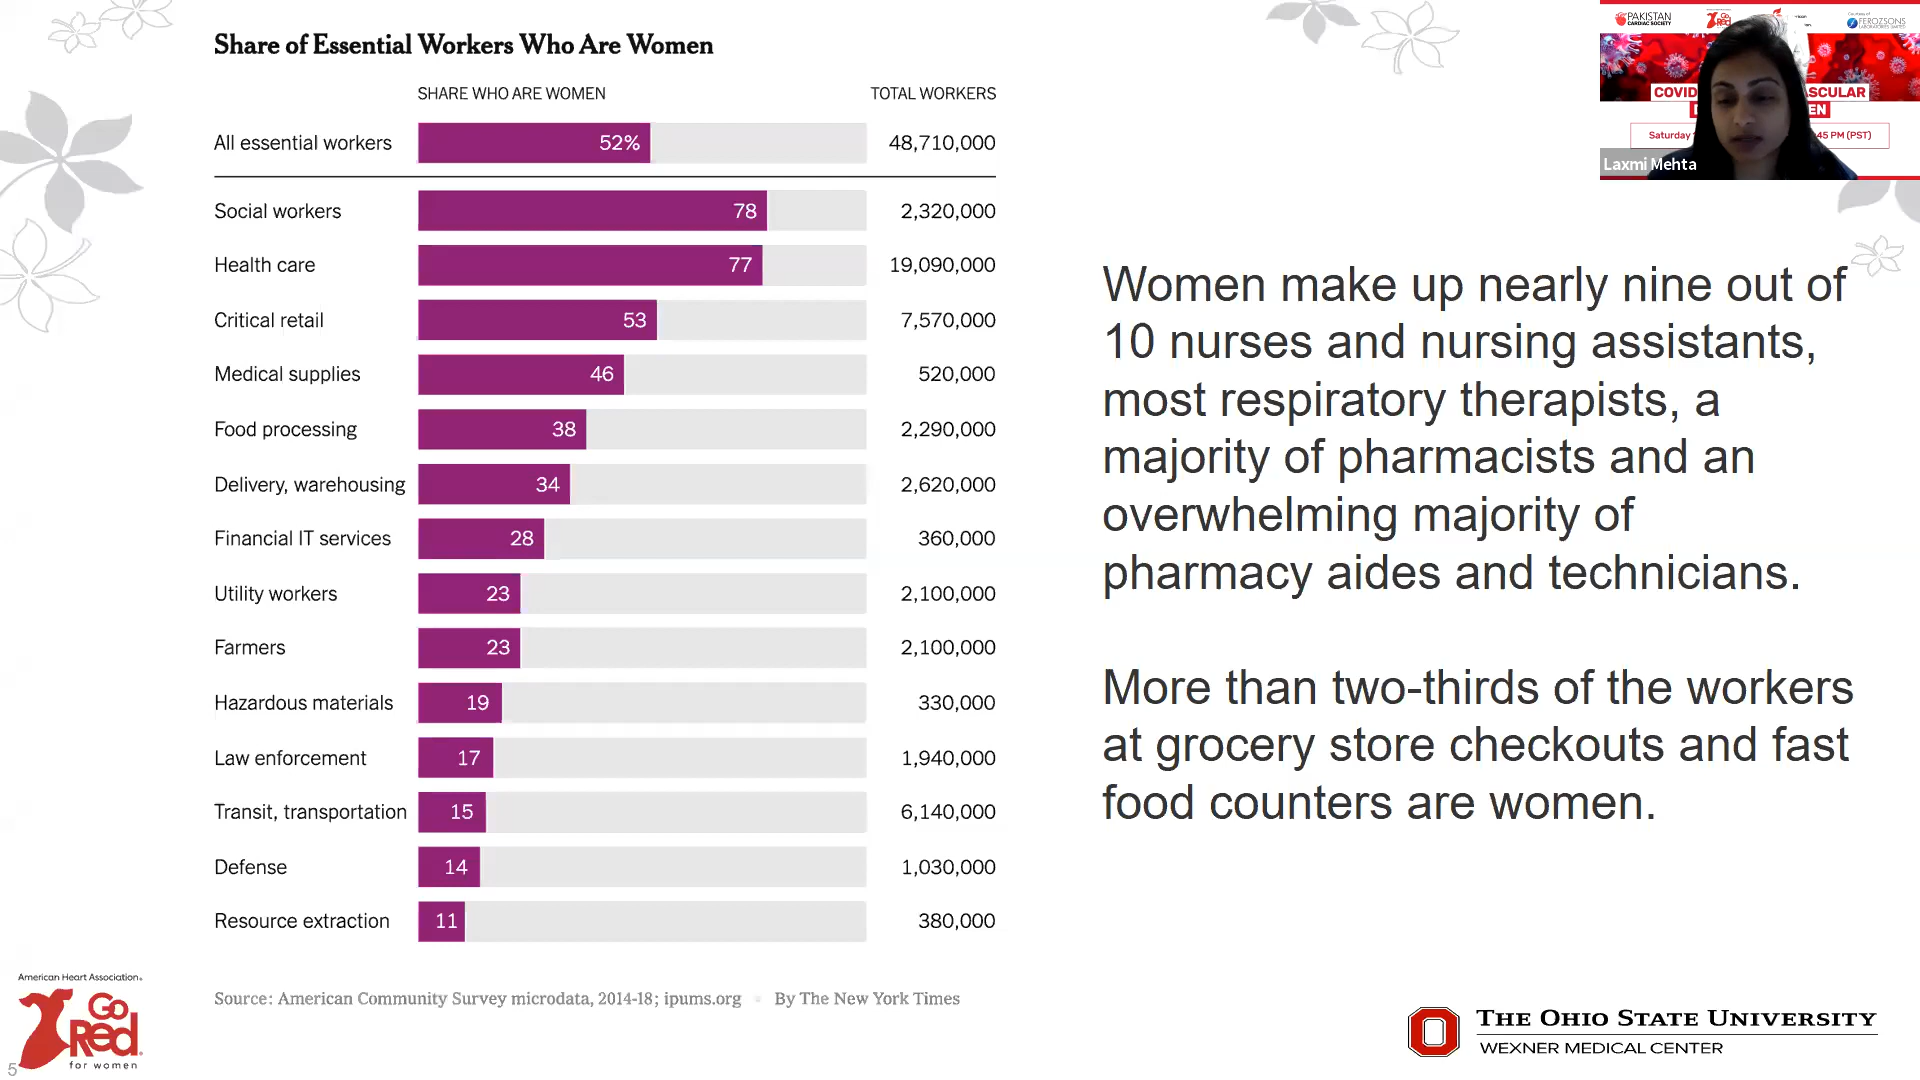 Share of Essential Workers Who Are Women
SHARE WHO ARE WOMEN TOTAL WORKERS
All essential workers 52% 48,710,000
Social workers 78 2,320,000
Health care 77 19,090,000
Critical retail 53 7,570,000
Medical supplies 46 520,000
Food processing 38 2,290,000
Delivery, warehousing 34 2,620,000
Financial IT services 28 360,000
Utility workers 23 2,100,000
Farmers 23 2,100,000
Hazardous materials 19 330,000
Law enforcement 17 1,940,000
Transit, transportation 15 6,140,000
Defense 14 1,030,000
Resource extraction 11 380,000
Source: American Community Survey microdata, 2014-18; ipums.org • By The New York Times
Women make up nearly nine out of
10 nurses and nursing assistants,
most respiratory therapists, a
majority of pharmacists and an
overwhelming majority of
pharmacy aides and technicians.
More than two-thirds of the workers
at grocery store checkouts and fast
food counters are women.
PAKISTAN
CARDIAC SOCIETY
FEROZSONS
COVID
Saturday
45 PM (PST)
Laxmi Mehta
American Heart Association
Go
Red
for women
5
THE OHIO STATE UNIVERSITY
WEXNER MEDICAL CENTER